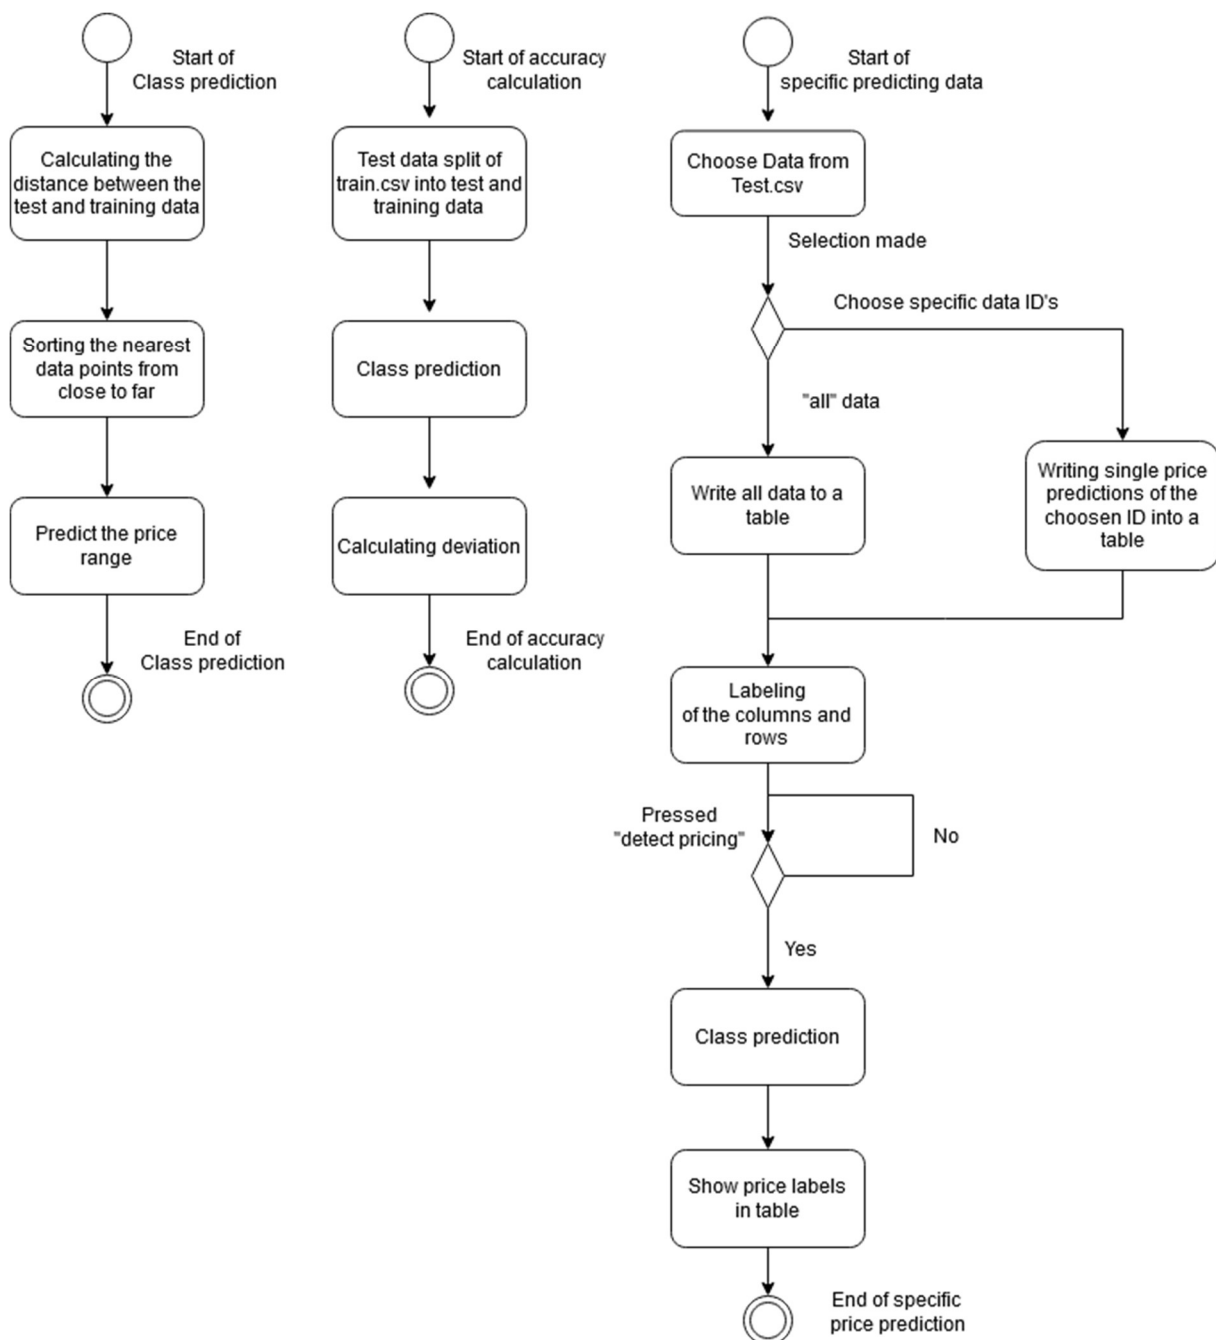 Start of
Class prediction
Calculating the
distance between the
test and training data
Sorting the nearest
data points from
close to far
Predict the price
range
End of
Class prediction
Start of accuracy
calculation
Test data split of
train.csv into test and
training data
Class prediction
Calculating deviation
End of accuracy
calculation
Start of
specific predicting data
Choose Data from
Test.csv
Selection made
Choose specific data ID's
"all" data
Write all data to a
table
Writing single price
predictions of the
choosen ID into a
table
Labeling
of the columns and
rows
Pressed
"detect pricing"
No
Yes
Class prediction
Show price labels
in table
End of specific
price prediction